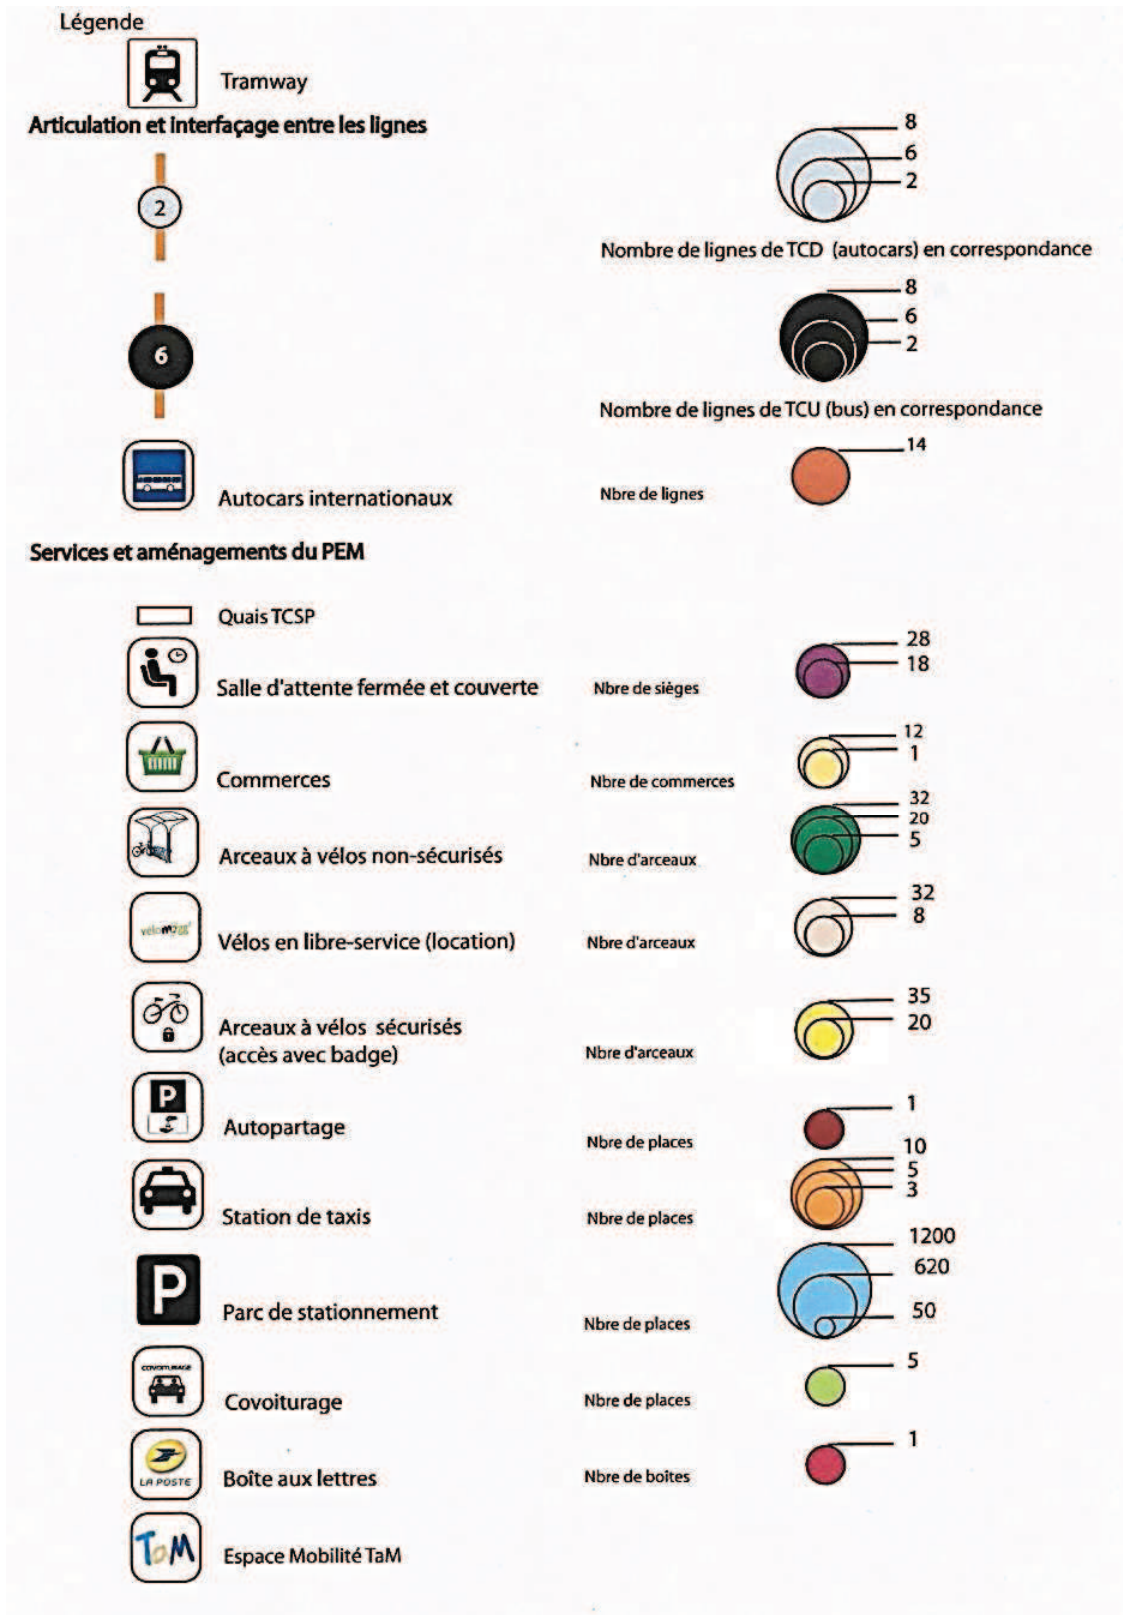 Légende
Tramway
Articulation et interfaçage entre les lignes
8
6
2
2
Nombre de lignes de TCD (autocars) en correspondance
8
6
2
6
Nombre de lignes de TCU (bus) en correspondance
14
Autocars internationaux
Nbre de lignes
Services et aménagements du PEM
Quais TCSP
28
18
Salle d'attente fermée et couverte
Nbre de sièges
12
1
Commerces
Nbre de commerces
32
20
5
Arceaux à vélos non-sécurisés
Nbre d'arceaux
32
8
vélomagg'
Vélos en libre-service (location)
Nbre d'arceaux
35
20
Arceaux à vélos sécurisés
(accès avec badge)
Nbre d'arceaux
P
1
Autopartage
Nbre de places
10
5
3
Station de taxis
Nbre de places
1200
620
50
P
Parc de stationnement
Nbre de places
5
COVOITURAGE
Covoiturage
Nbre de places
1
LA POSTE
Boîte aux lettres
Nbre de boîtes
TaM
Espace Mobilité TaM